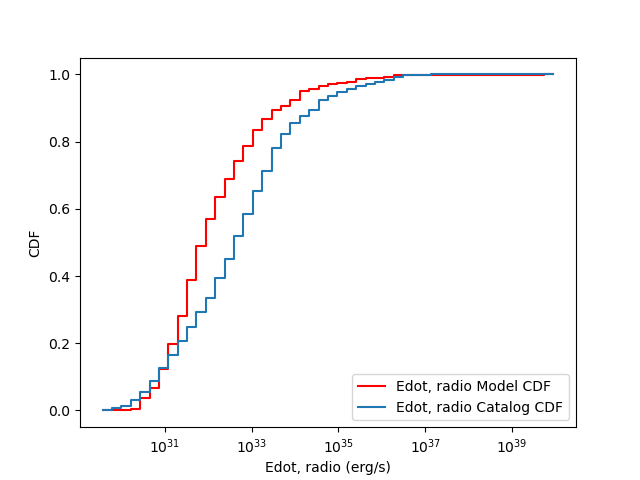 1.0
0.8
0.6
0.4
0.2
0.0
CDF
10^31 10^33 10^35 10^37 10^39
Edot, radio (erg/s)
Edot, radio Model CDF
Edot, radio Catalog CDF